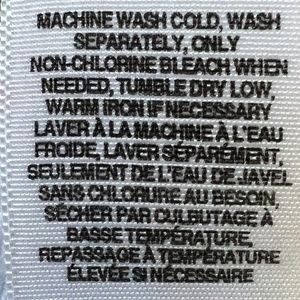 MACHINE WASH COLD, WASH
SEPARATELY, ONLY
NON-CHLORINE BLEACH WHEN
NEEDED, TUMBLE DRY LOW,
WARM IRON IF NECESSARY
LAVER À LA MACHINE À L'EAU
FROIDE, LAVER SÉPARÉMENT,
SEULEMENT DE L'EAU DE JAVEL
SANS CHLORURE AU BESOIN,
SÉCHER PAR CULBUTAGE À
BASSE TEMPÉRATURE,
REPASSAGE À TEMPÉRATURE
ÉLEVÉE SI NÉCESSAIRE